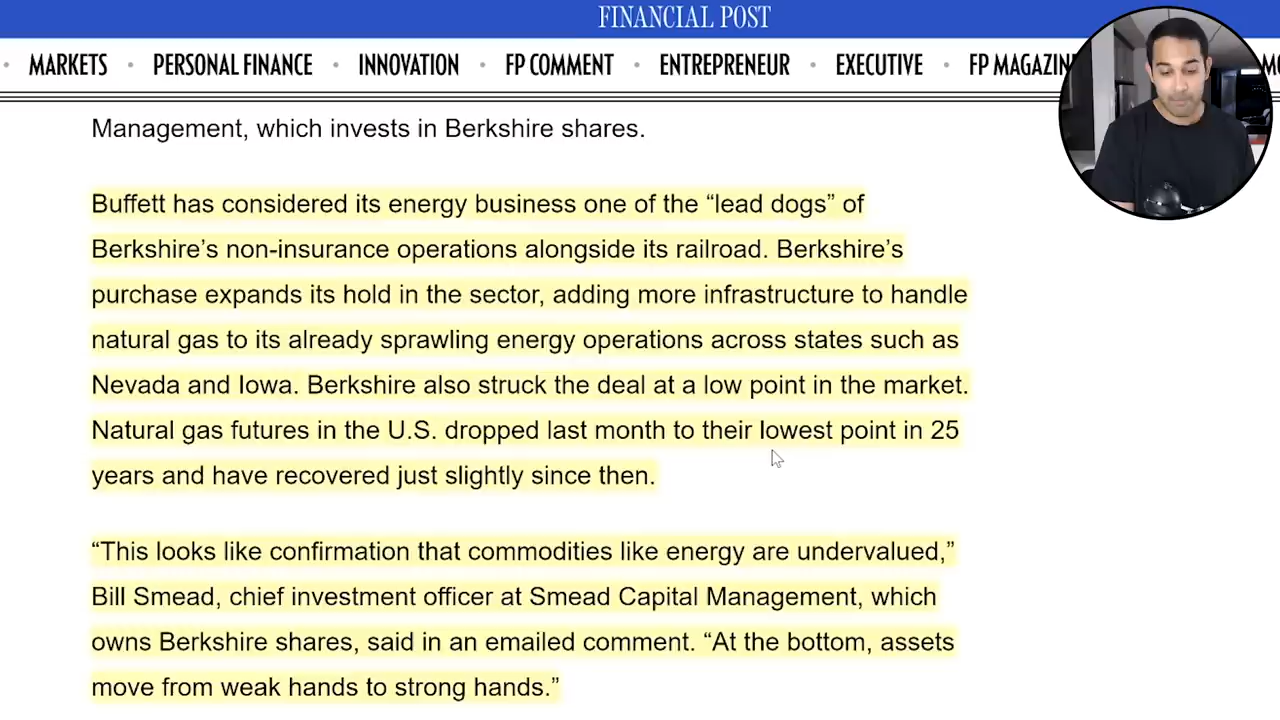 FINANCIAL POST
MARKETS • PERSONAL FINANCE • INNOVATION • FP COMMENT • ENTREPRENEUR • EXECUTIVE • FP MAGAZIN
Management, which invests in Berkshire shares.
Buffett has considered its energy business one of the “lead dogs” of
Berkshire’s non-insurance operations alongside its railroad. Berkshire’s
purchase expands its hold in the sector, adding more infrastructure to handle
natural gas to its already sprawling energy operations across states such as
Nevada and Iowa. Berkshire also struck the deal at a low point in the market.
Natural gas futures in the U.S. dropped last month to their lowest point in 25
years and have recovered just slightly since then.
“This looks like confirmation that commodities like energy are undervalued,”
Bill Smead, chief investment officer at Smead Capital Management, which
owns Berkshire shares, said in an emailed comment. “At the bottom, assets
move from weak hands to strong hands.”